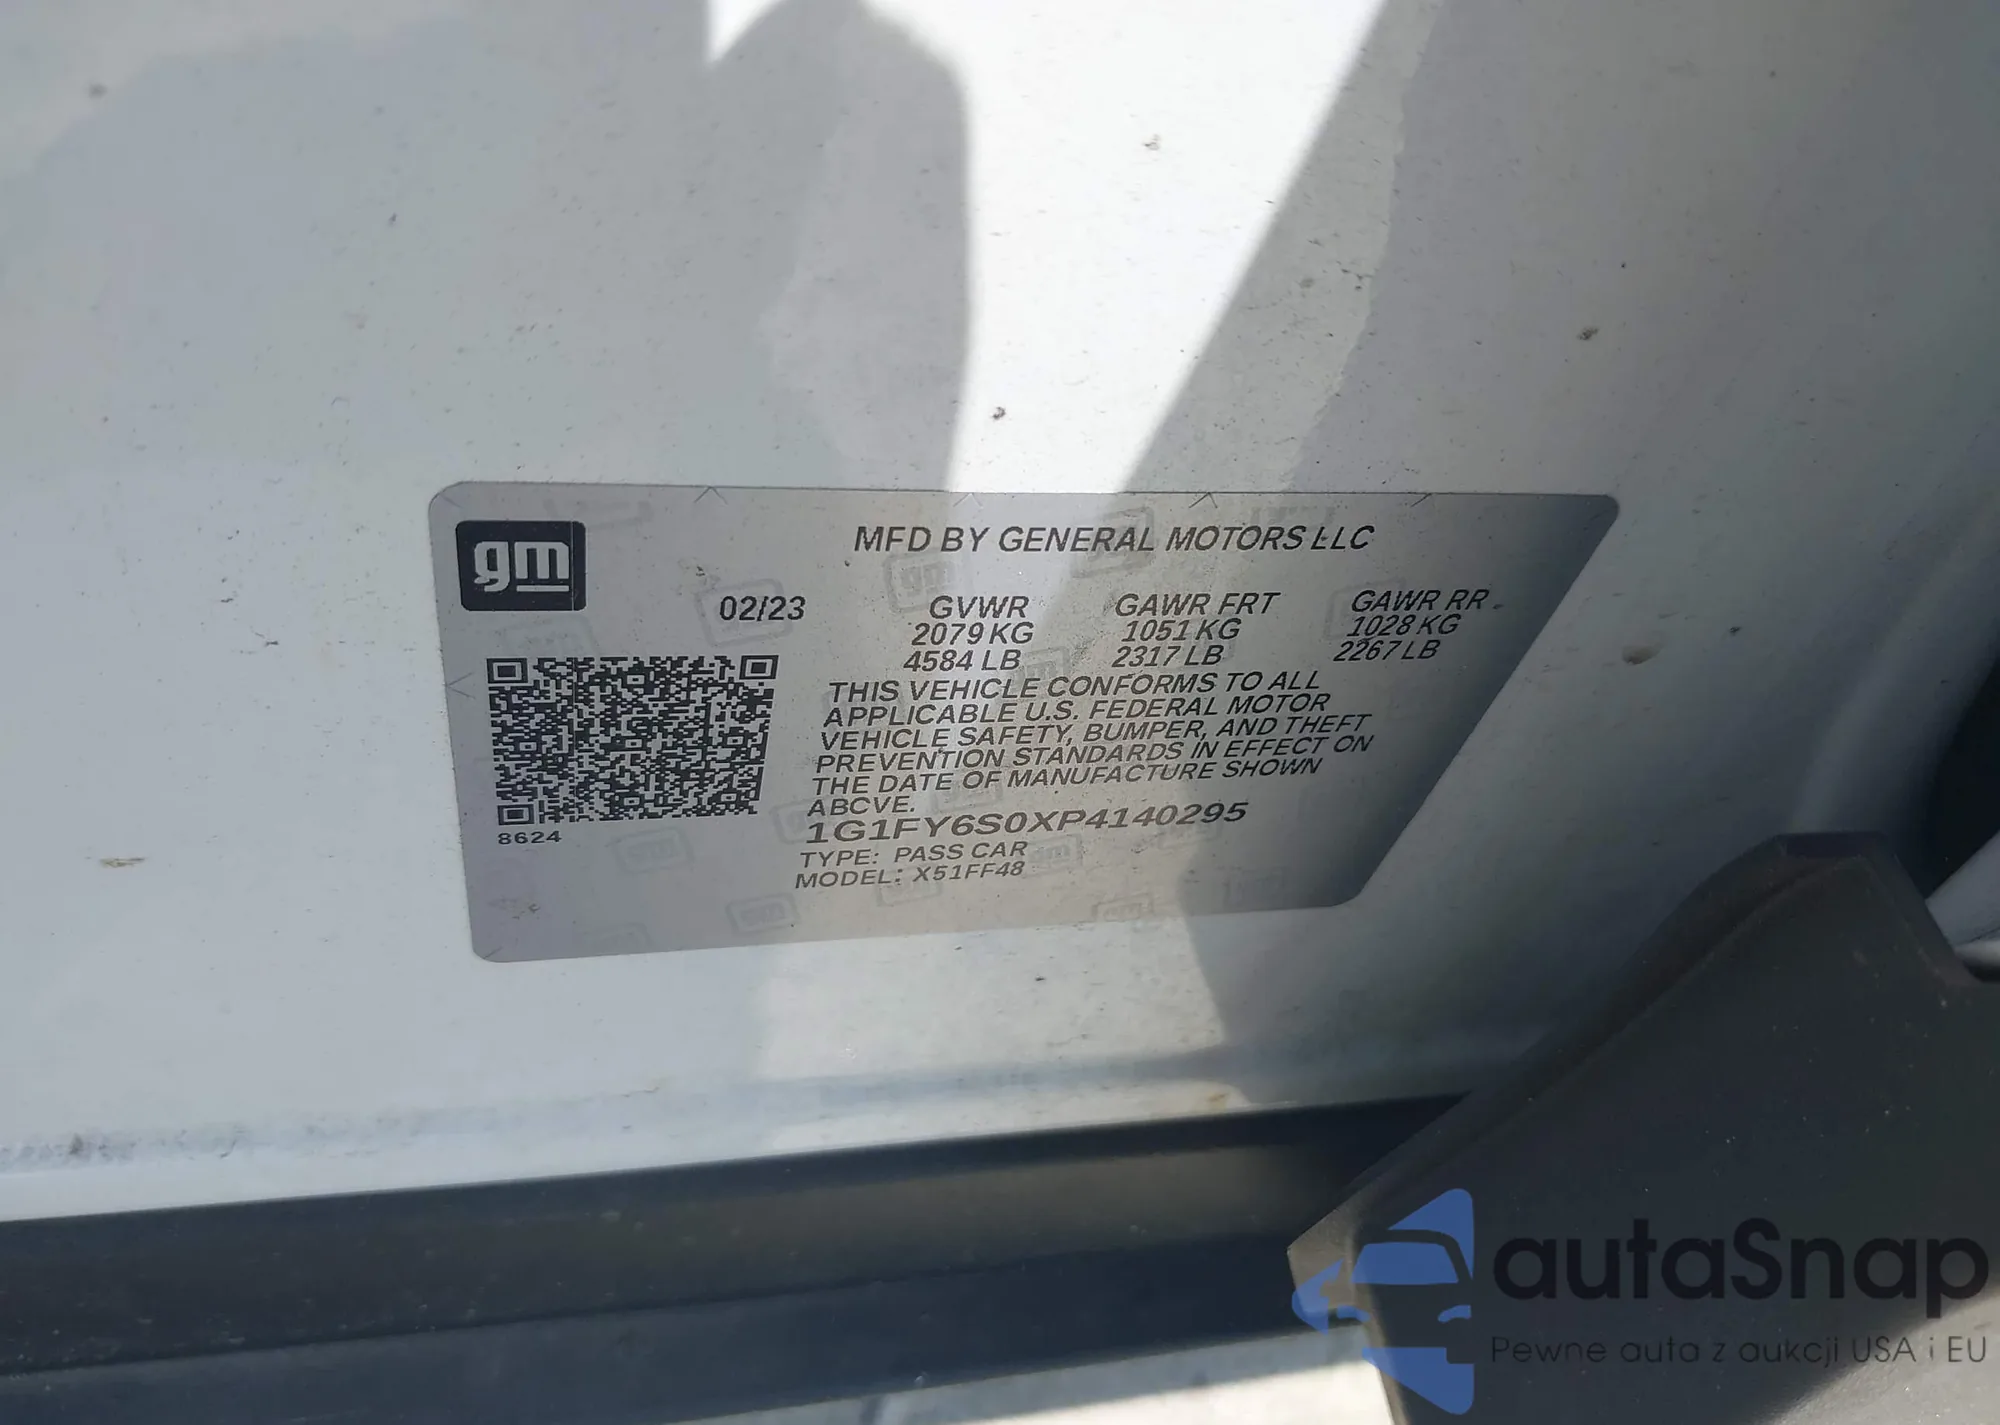 gm
MFD BY GENERAL MOTORS LLC
02/23
GVWR GAWR FRT GAWR RR
2079 KG 1051 KG 1028 KG
4584 LB 2317 LB 2267 LB
THIS VEHICLE CONFORMS TO ALL
APPLICABLE U.S. FEDERAL MOTOR
VEHICLE SAFETY, BUMPER, AND THEFT
PREVENTION STANDARDS IN EFFECT ON
THE DATE OF MANUFACTURE SHOWN
ABOVE.
8624
1G1FY6S0XP4140295
TYPE: PASS CAR
MODEL: X51FF48
autaSnap
Pewne auta z aukcji USA i EU